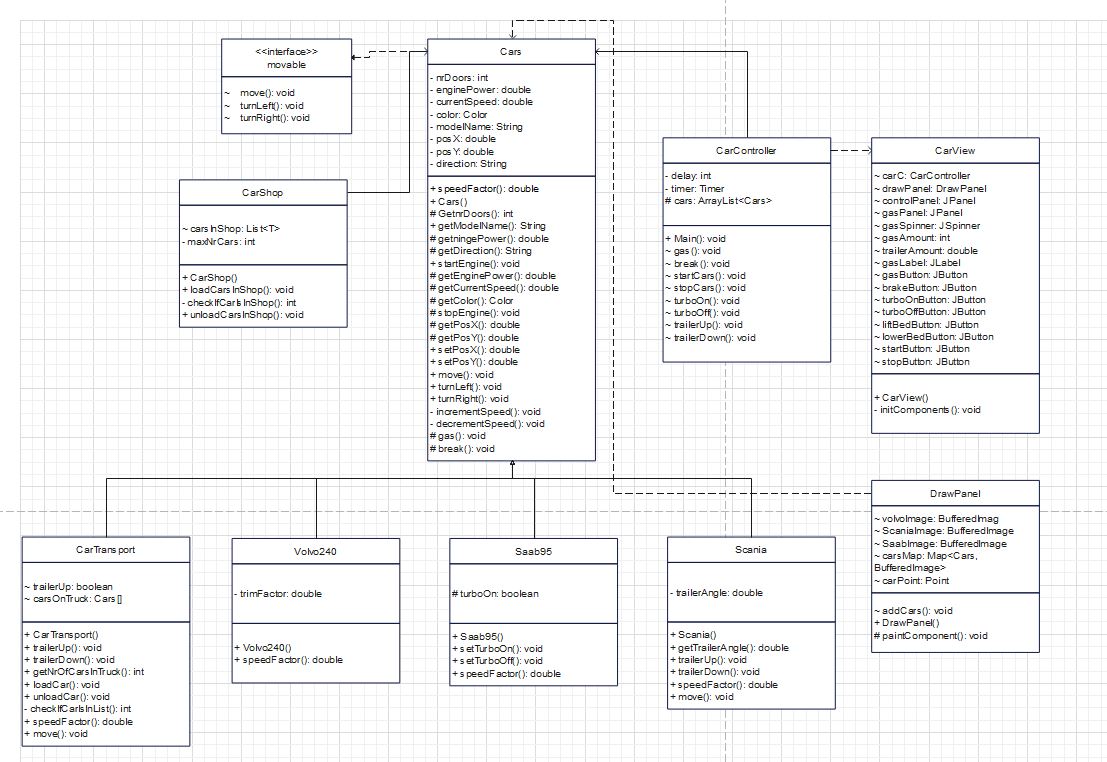 <<interface>>
movable
~ move(): void
~ turnLeft(): void
~ turnRight(): void
Cars
- nrDoors: int
- enginePower: double
- currentSpeed: double
- color: Color
- modelName: String
- posX: double
- posY: double
- direction: String
+ speedFactor(): double
+ Cars()
# GetnrDoors(): int
+ getModelName(): String
# getningePower(): double
# getDirection(): String
+ startEngine(): void
# getEnginePower(): double
# getCurrentSpeed(): double
# getColor(): Color
# stopEngine(): void
# getPosX(): double
# getPosY(): double
+ setPosX(): double
+ setPosY(): double
+ move(): void
+ turnLeft(): void
+ turnRight(): void
- incrementSpeed(): void
- decrementSpeed(): void
# gas(): void
# break(): void
CarShop
~ carsInShop: List<T>
- maxNrCars: int
+ CarShop()
+ loadCarsInShop(): void
- checkIfCarIsInShop(): int
+ unloadCarsInShop(): void
CarController
- delay: int
- timer: Timer
# cars: ArrayList<Cars>
+ Main(): void
~ gas(): void
~ break(): void
~ startCars(): void
~ stopCars(): void
~ turboOn(): void
~ turboOff(): void
~ trailerUp(): void
~ trailerDown(): void
CarView
~ carC: CarController
~ drawPanel: DrawPanel
~ controlPanel: JPanel
~ gasPanel: JPanel
~ gasSpinner: JSpinner
~ gasAmount: int
~ trailerAmount: double
~ gasLabel: JLabel
~ gasButton: JButton
~ brakeButton: JButton
~ turboOnButton: JButton
~ turboOffButton: JButton
~ liftBedButton: JButton
~ lowerBedButton: JButton
~ startButton: JButton
~ stopButton: JButton
+ CarView()
- initComponents(): void
DrawPanel
~ volvoImage: BufferedImag
~ ScaniaImage: BufferedImage
~ SaabImage: BufferedImage
~ carsMap: Map<Cars,
BufferedImage>
~ carPoint: Point
~ addCars(): void
+ DrawPanel()
# paintComponent(): void
CarTransport
~ trailerUp: boolean
~ carsOnTruck: Cars[]
+ CarTransport()
+ trailerUp(): void
+ trailerDown(): void
+ getNrOfCarsInTruck(): int
+ loadCar(): void
+ unloadCar(): void
- checkIfCarIsInList(): int
+ speedFactor(): double
+ move(): void
Volvo240
- trimFactor: double
+ Volvo240()
+ speedFactor(): double
Saab95
# turboOn: boolean
+ Saab95()
+ setTurboOn(): void
+ setTurboOff(): void
+ speedFactor(): double
Scania
- trailerAngle: double
+ Scania()
+ getTrailerAngle(): double
+ trailerUp(): void
+ trailerDown(): void
+ speedFactor(): double
+ move(): void